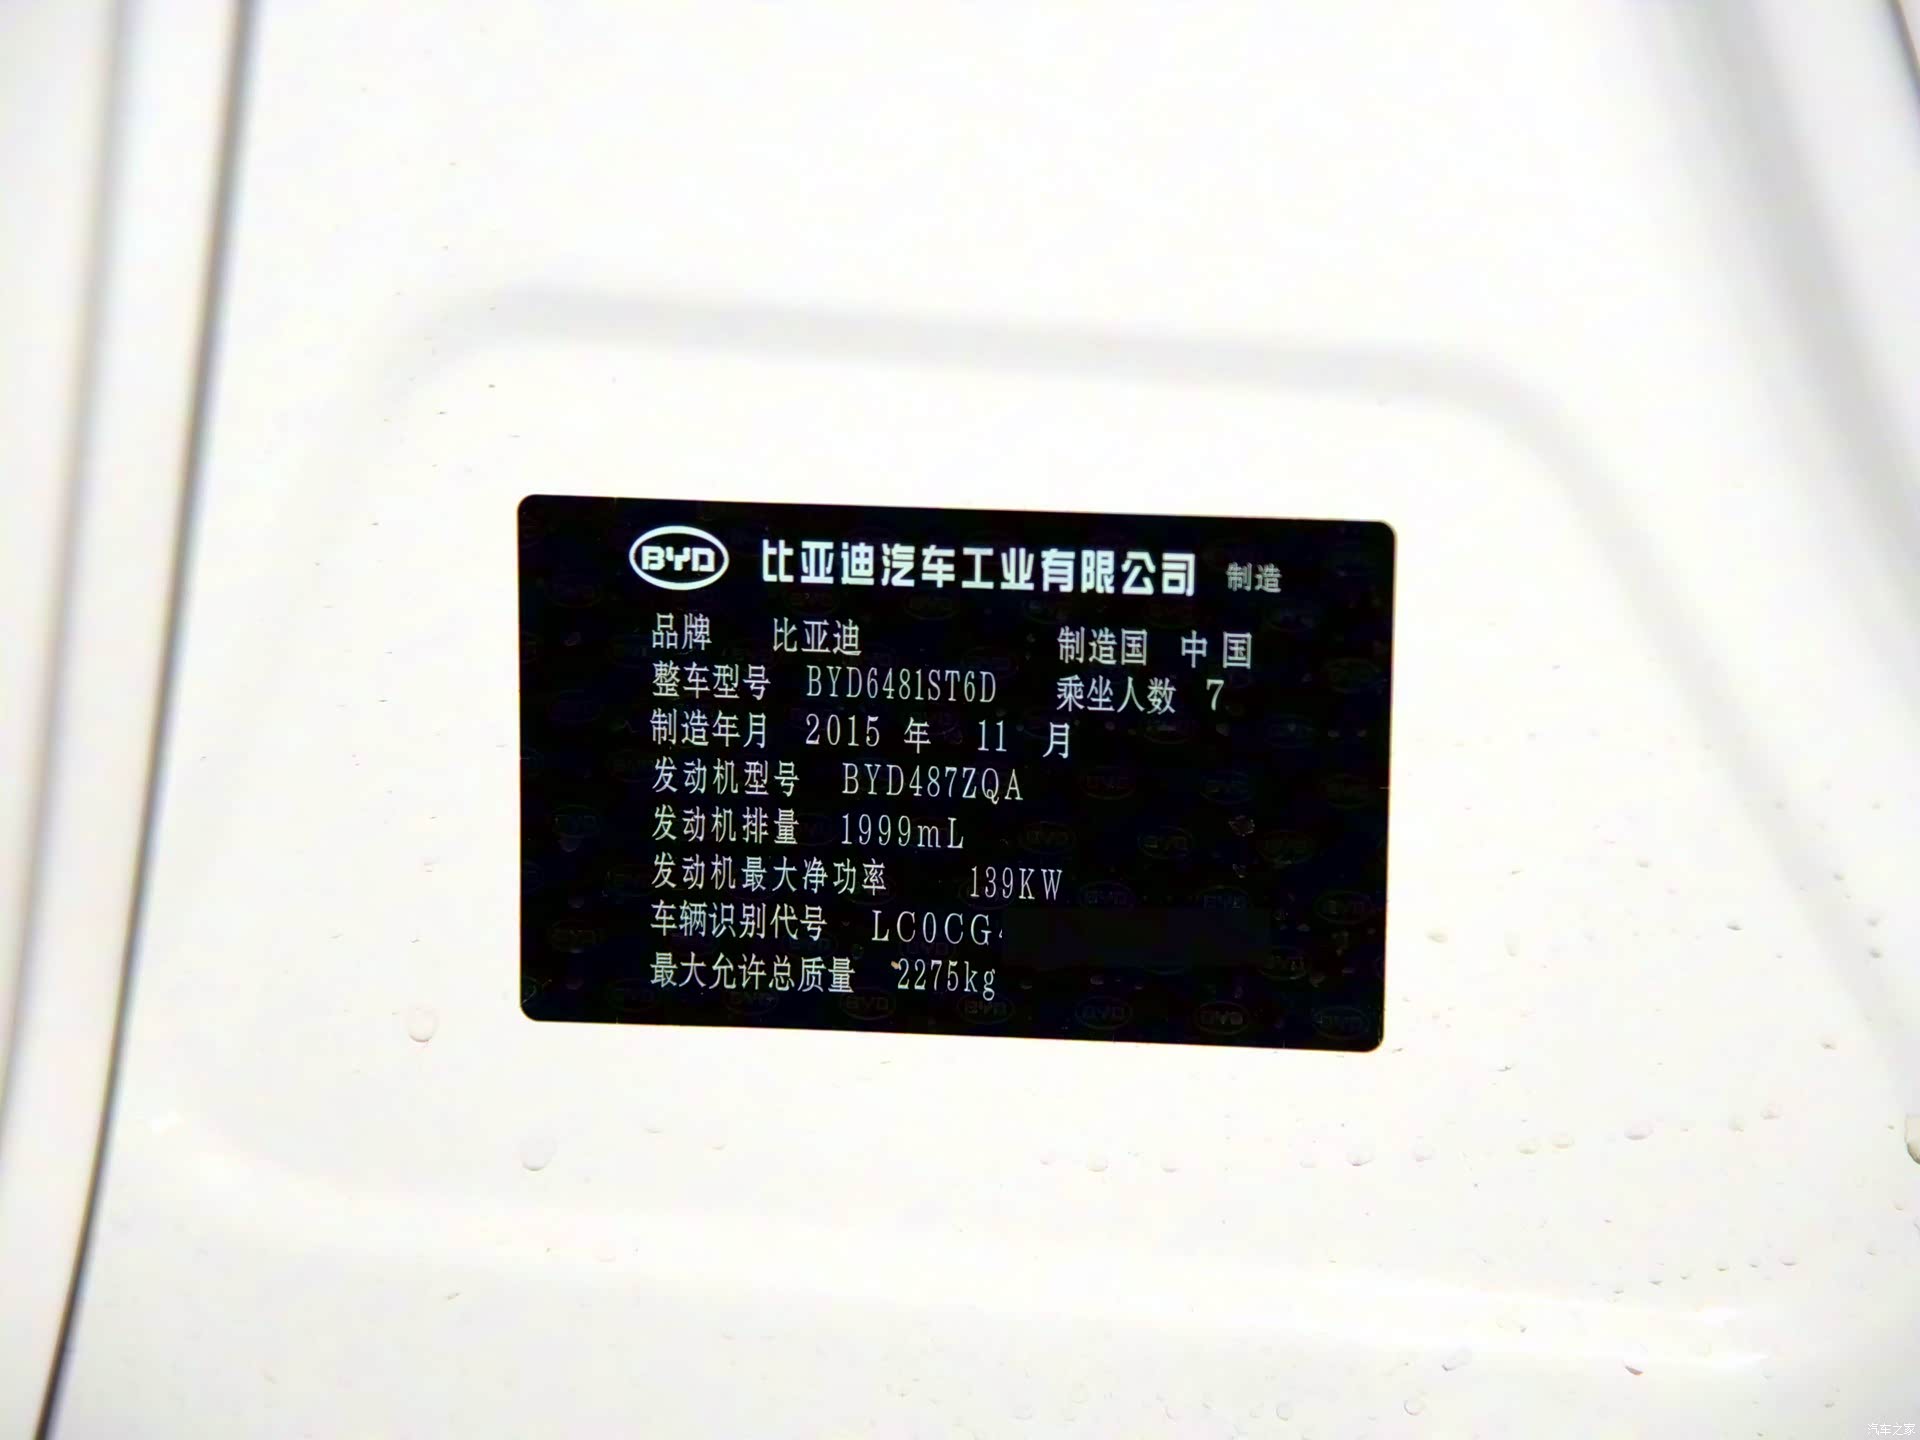 BYD 比亚迪汽车工业有限公司 制造
品牌 比亚迪 制造国 中国
整车型号 BYD6481ST6D 乘坐人数 7
制造年月 2015 年 11 月
发动机型号 BYD487ZQA
发动机排量 1999mL
发动机最大净功率 139KW
车辆识别代号 LC0CG
最大允许总质量 2275kg
汽车之家